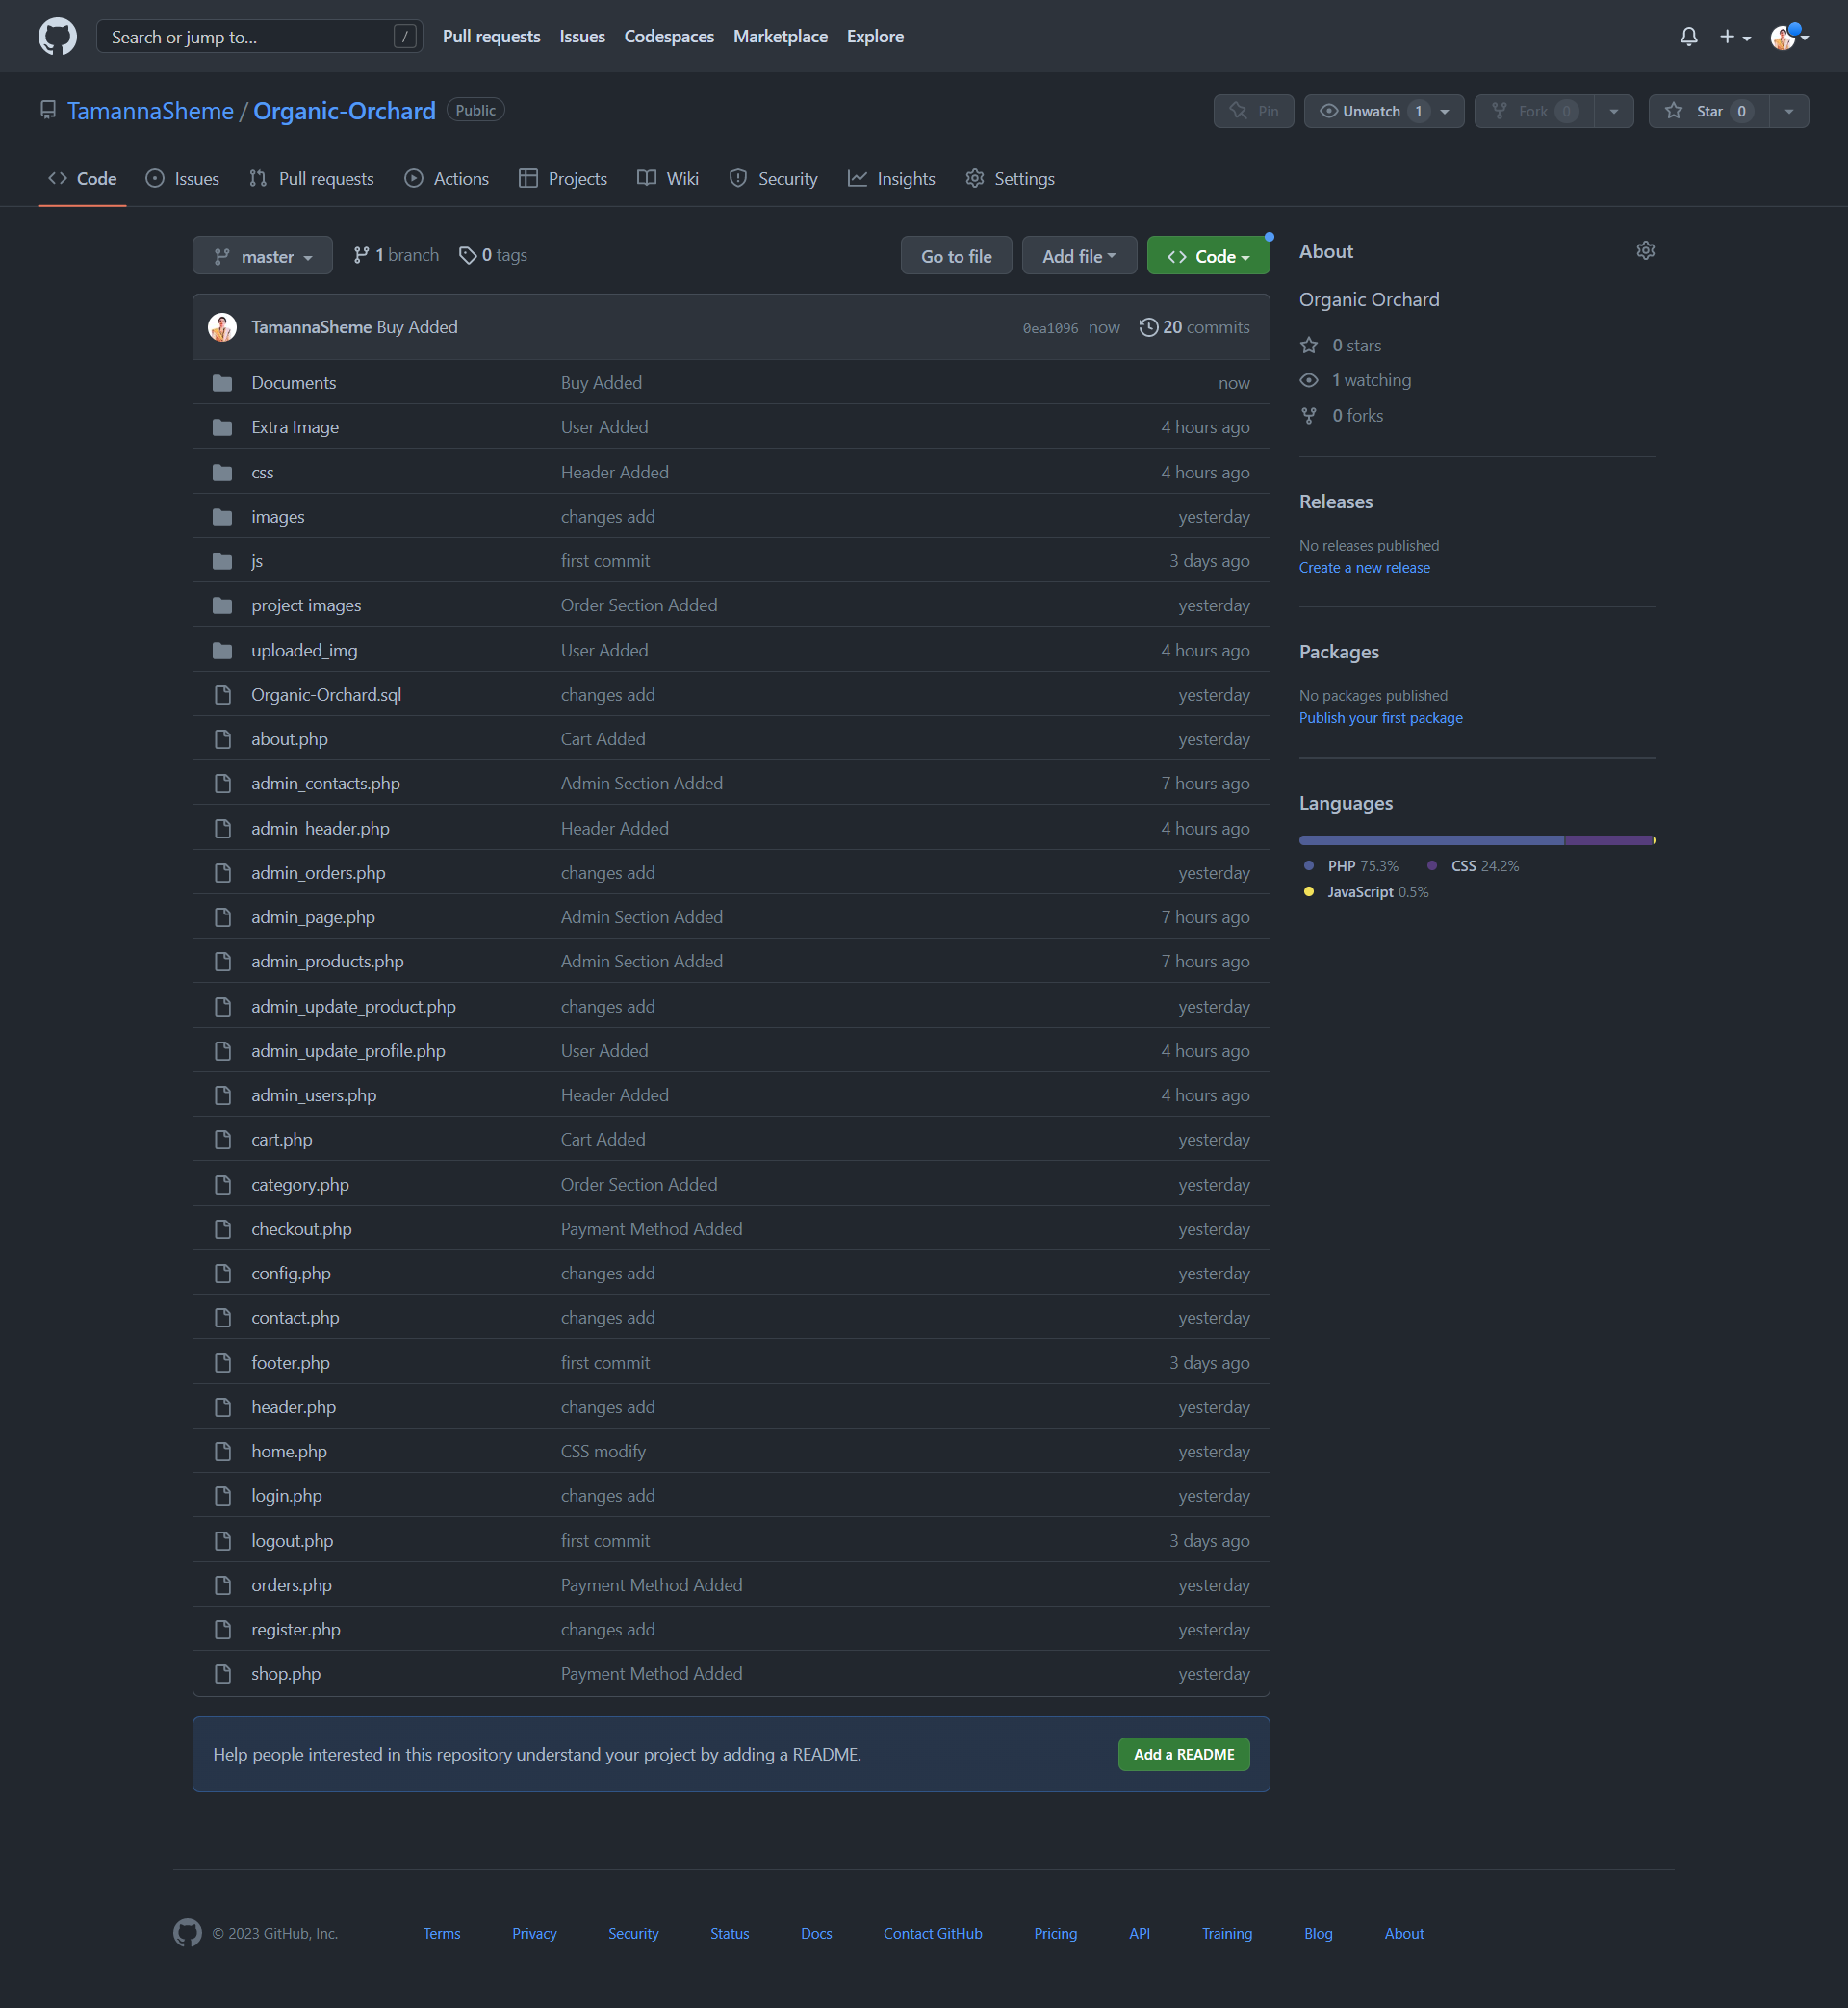 Search or jump to... / Pull requests Issues Codespaces Marketplace Explore
TamannaSheme / Organic-Orchard Public Pin Unwatch 1 Fork 0 Star 0
Code Issues Pull requests Actions Projects Wiki Security Insights Settings
master 1 branch 0 tags Go to file Add file Code
TamannaSheme Buy Added 0ea1096 now 20 commits
Documents Buy Added now
Extra Image User Added 4 hours ago
css Header Added 4 hours ago
images changes add yesterday
js first commit 3 days ago
project images Order Section Added yesterday
uploaded_img User Added 4 hours ago
Organic-Orchard.sql changes add yesterday
about.php Cart Added yesterday
admin_contacts.php Admin Section Added 7 hours ago
admin_header.php Header Added 4 hours ago
admin_orders.php changes add yesterday
admin_page.php Admin Section Added 7 hours ago
admin_products.php Admin Section Added 7 hours ago
admin_update_product.php changes add yesterday
admin_update_profile.php User Added 4 hours ago
admin_users.php Header Added 4 hours ago
cart.php Cart Added yesterday
category.php Order Section Added yesterday
checkout.php Payment Method Added yesterday
config.php changes add yesterday
contact.php changes add yesterday
footer.php first commit 3 days ago
header.php changes add yesterday
home.php CSS modify yesterday
login.php changes add yesterday
logout.php first commit 3 days ago
orders.php Payment Method Added yesterday
register.php changes add yesterday
shop.php Payment Method Added yesterday
Help people interested in this repository understand your project by adding a README. Add a README
About
Organic Orchard
0 stars
1 watching
0 forks
Releases
No releases published
Create a new release
Packages
No packages published
Publish your first package
Languages
PHP 75.3% CSS 24.2%
JavaScript 0.5%
© 2023 GitHub, Inc. Terms Privacy Security Status Docs Contact GitHub Pricing API Training Blog About